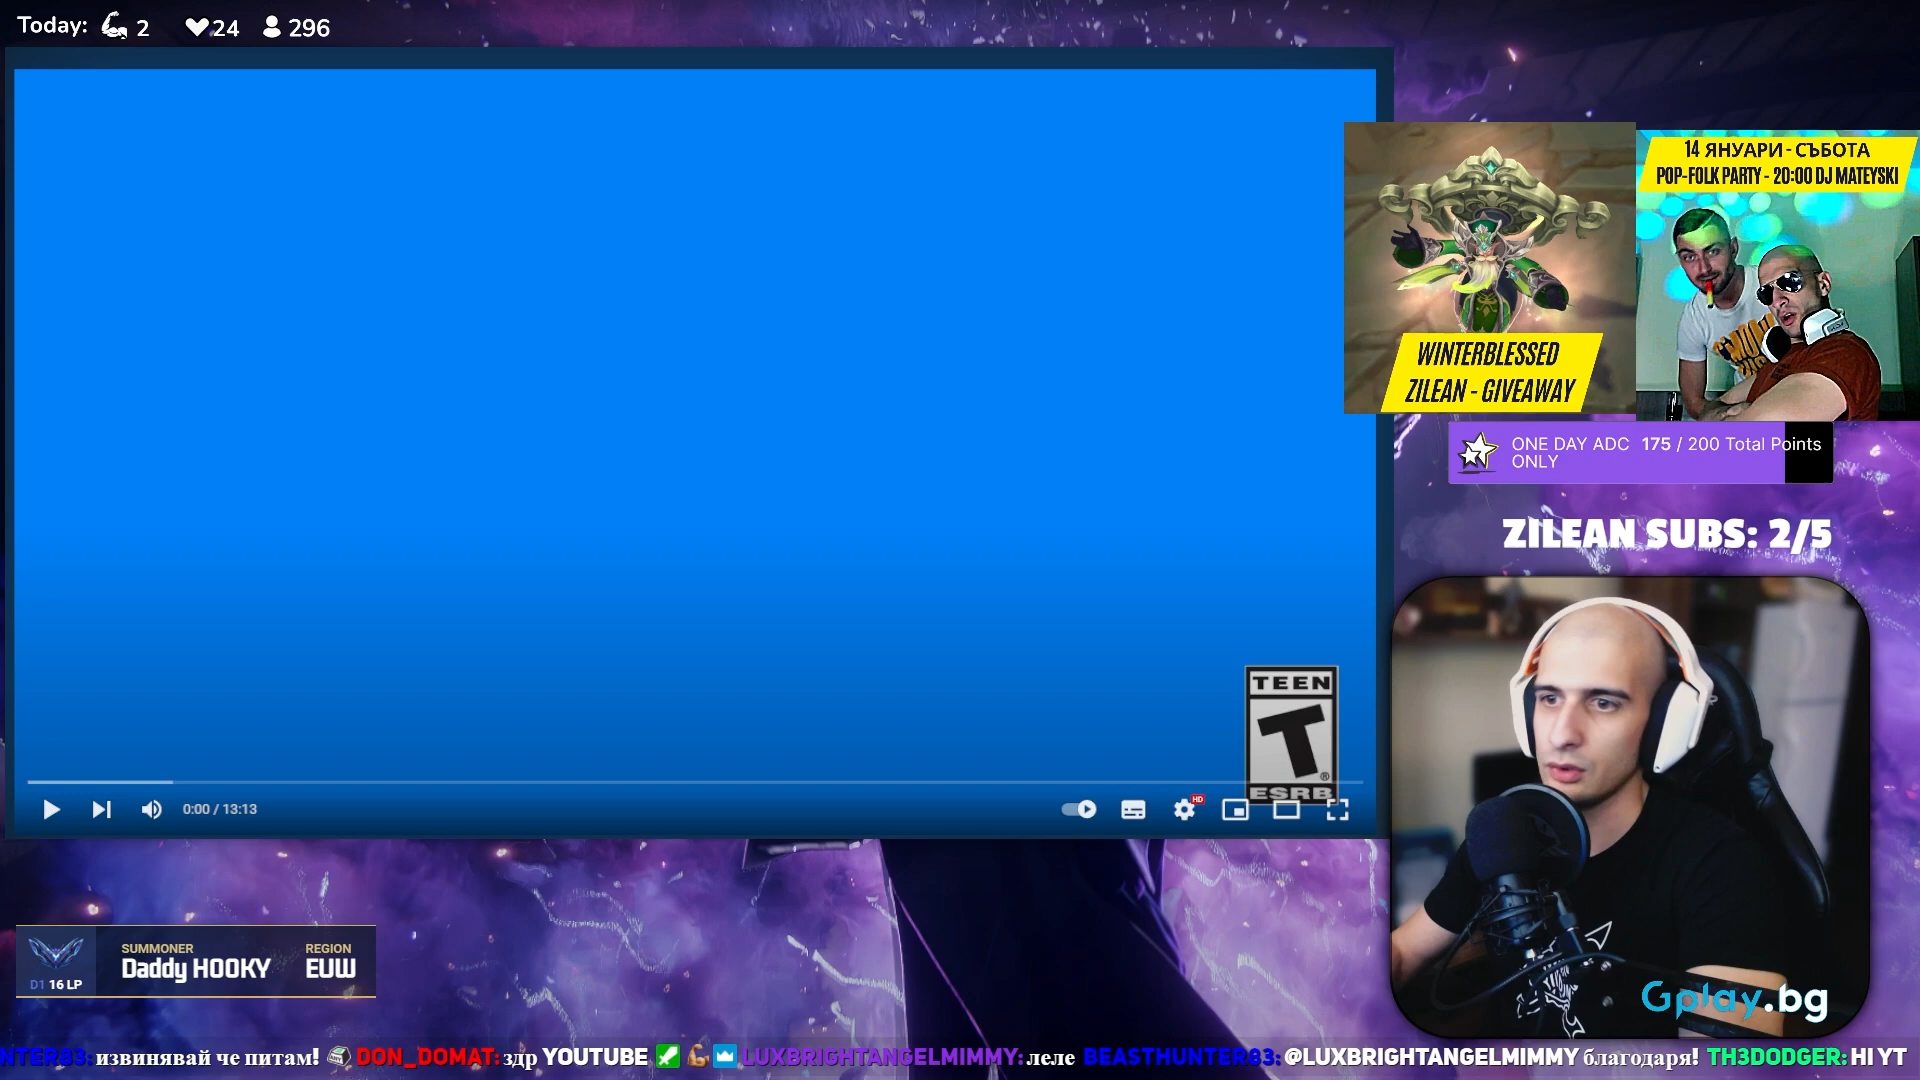 Today: 2 24 296
14 ЯНУАРИ - СЪБОТА
POP-FOLK PARTY - 20:00 DJ MATEYSKI
WINTERBLESSED
ZILEAN - GIVEAWAY
ONE DAY ADC 175 / 200 Total Points
ONLY
ZILEAN SUBS: 2/5
TEEN
T®
ESRB
0:00 / 13:13
HD
SUMMONER REGION
Daddy HOOKY EUW
D1 16 LP
Gplay.bg
NTER83: извинявай че питам! DON_DOMAT: здр YOUTUBE LUXBRIGHTANGELMIMMY: леле BEASTHUNTER83: @LUXBRIGHTANGELMIMMY благодаря! TH3DODGER: HI YT